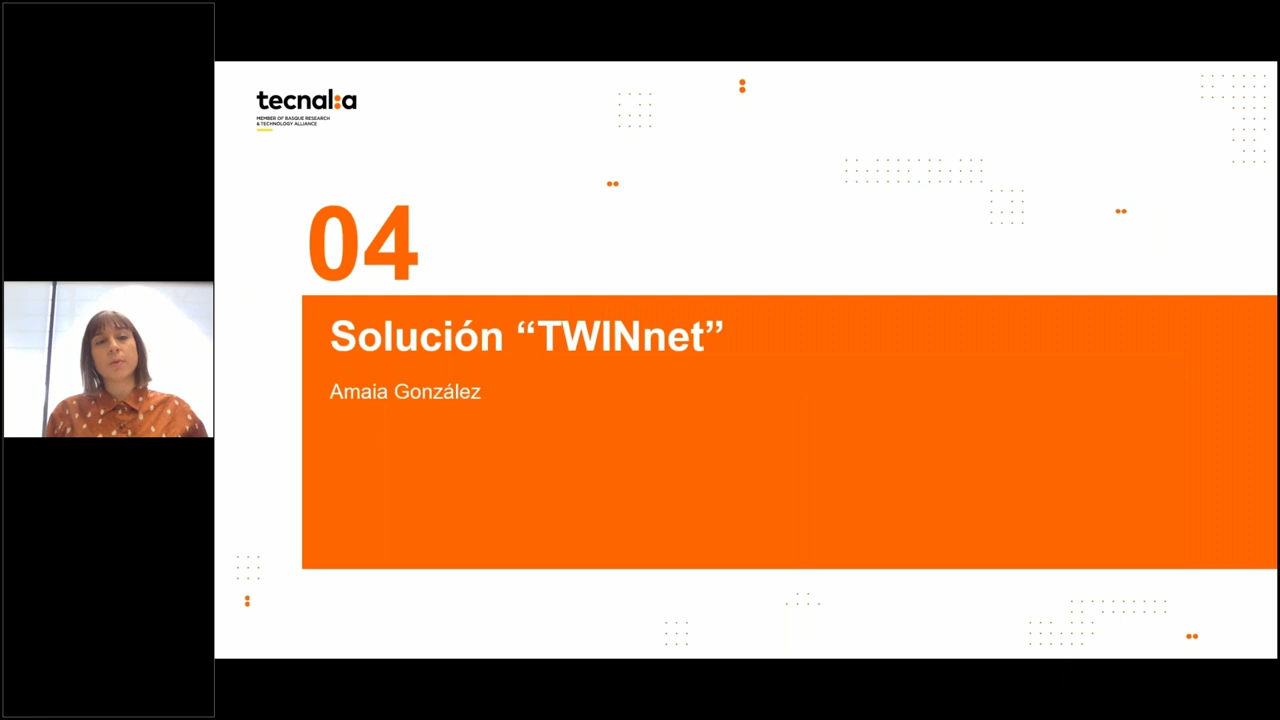 tecnal:a
MEMBER OF BASQUE RESEARCH
& TECHNOLOGY ALLIANCE
04
Solución “TWINnet”
Amaia González